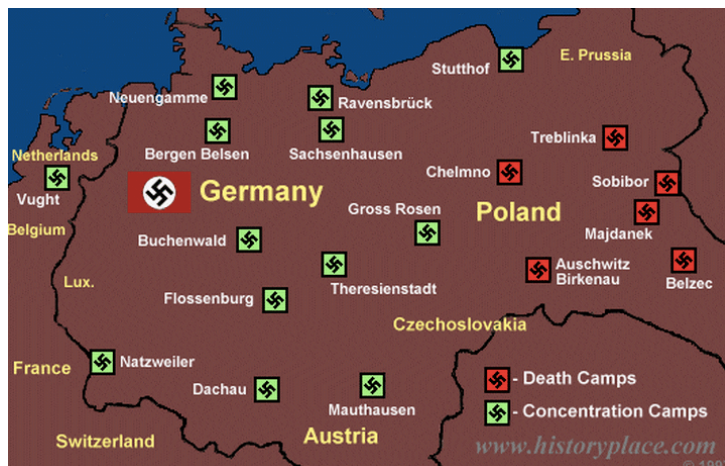 Stutthof
E. Prussia
Neuengamme
Ravensbrück
Treblinka
Netherlands
Bergen Belsen
Sachsenhausen
Chelmno
Sobibor
Vught
Germany
Gross Rosen
Poland
Majdanek
Belgium
Buchenwald
Auschwitz
Birkenau
Belzec
Lux.
Theresienstadt
Flossenburg
Czechoslovakia
France
Natzweiler
- Death Camps
Dachau
Mauthausen
- Concentration Camps
Switzerland
Austria
www.historyplace.com